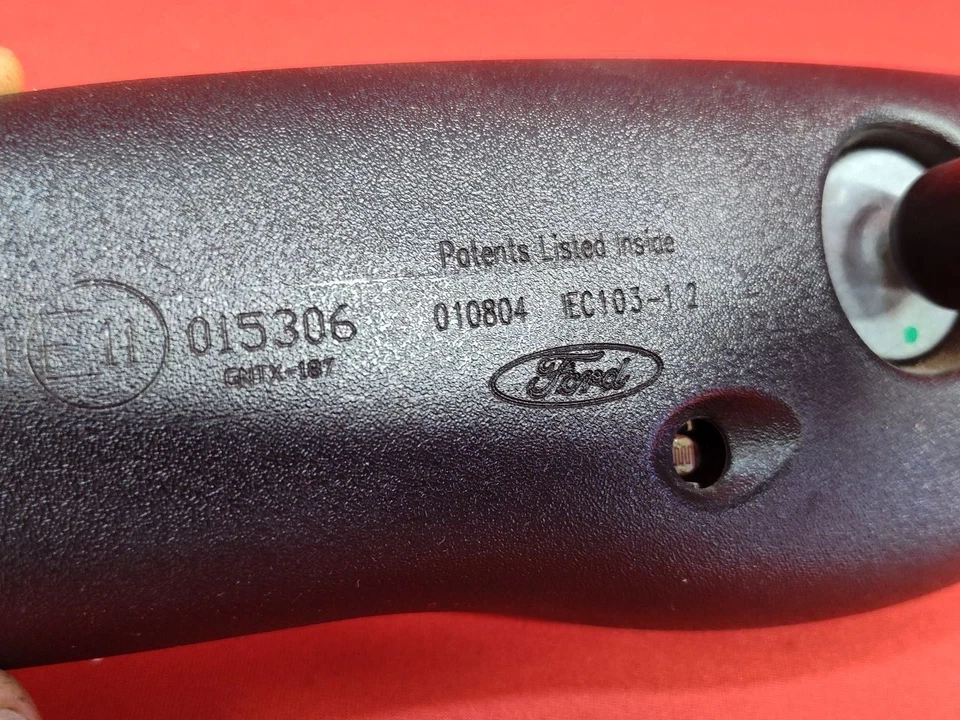 Patents Listed Inside
E11 015306
GNTX-187
010804 IEC103-1.2
Ford